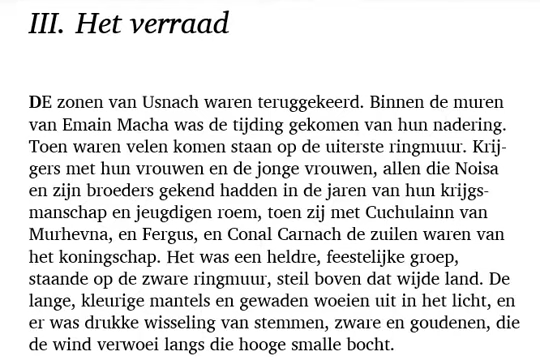 III. Het verraad
DE zonen van Usnach waren teruggekeerd. Binnen de muren
van Emain Macha was de tijding gekomen van hun nadering.
Toen waren velen komen staan op de uiterste ringmuur. Krij-
gers met hun vrouwen en de jonge vrouwen, allen die Noisa
en zijn broeders gekend hadden in de jaren van hun krijgs-
manschap en jeugdigen roem, toen zij met Cuchulainn van
Murhevna, en Fergus, en Conal Carnach de zuilen waren van
het koningschap. Het was een heldre, feestelijke groep,
staande op de zware ringmuur, steil boven dat wijde land. De
lange, kleurige mantels en gewaden woeien uit in het licht, en
er was drukke wisseling van stemmen, zware en goudenen, die
de wind verwoei langs die hooge smalle bocht.